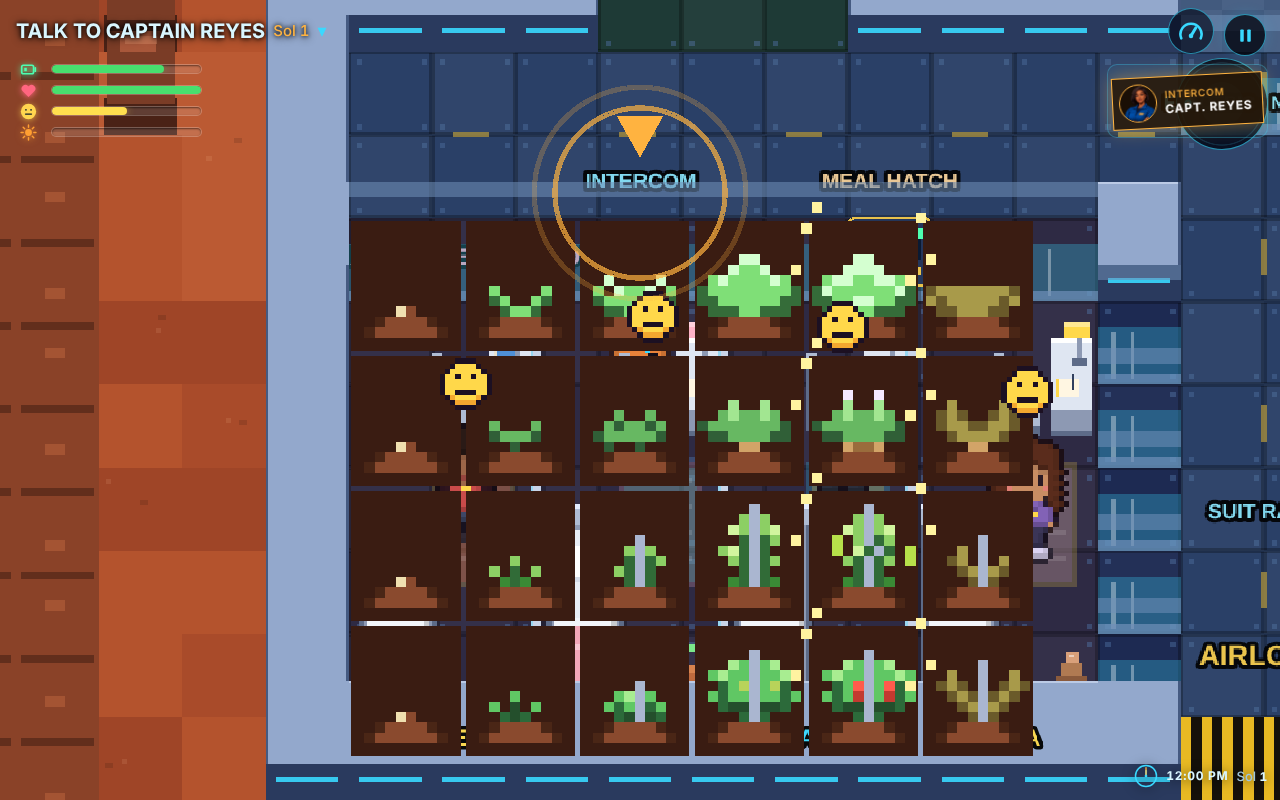 TALK TO CAPTAIN REYES Sol 1
INTERCOM
CAPT. REYES
INTERCOM
MEAL HATCH
SUIT RA
AIRLO
12:00 PM Sol 1